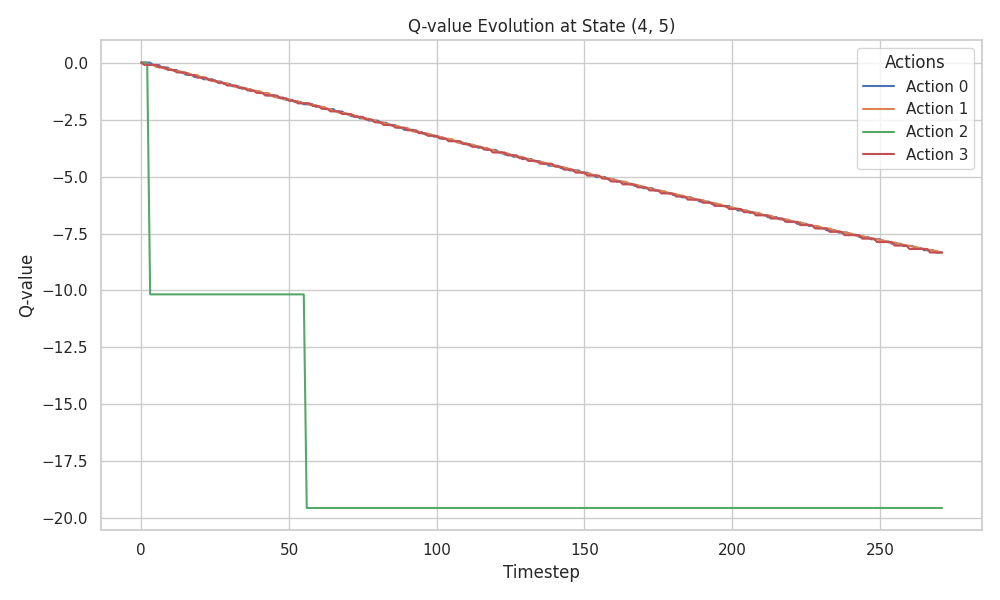 Q-value Evolution at State (4, 5)
Actions
Action 0
Action 1
Action 2
Action 3
Q-value
0.0
−2.5
−5.0
−7.5
−10.0
−12.5
−15.0
−17.5
−20.0
0 50 100 150 200 250
Timestep